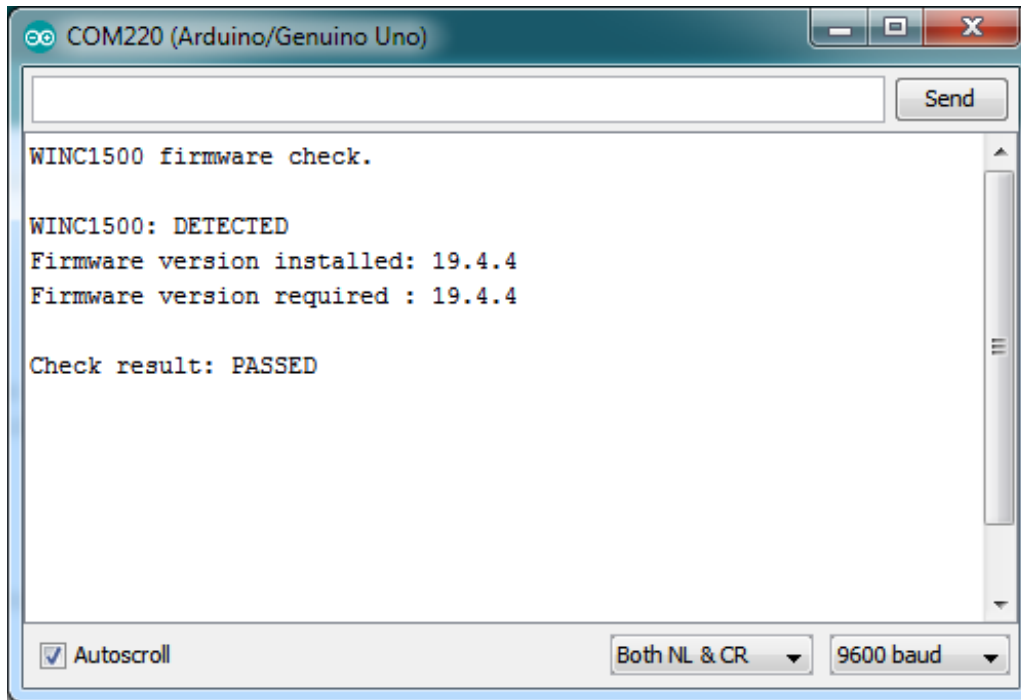 COM220 (Arduino/Genuino Uno)
Send
WINC1500 firmware check.
WINC1500: DETECTED
Firmware version installed: 19.4.4
Firmware version required : 19.4.4
Check result: PASSED
Autoscroll
Both NL & CR
9600 baud